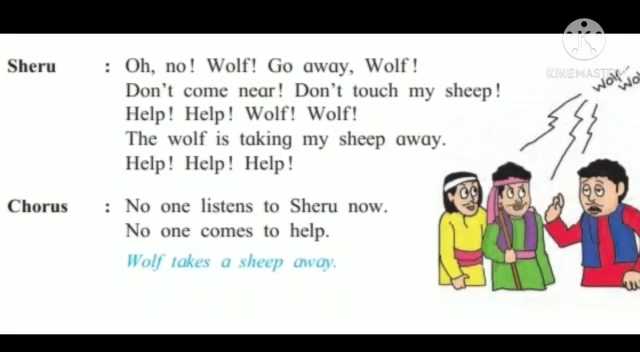 KINEMASTER
Wolf...
Sheru : Oh, no! Wolf! Go away, Wolf!
Don't come near! Don't touch my sheep!
Help! Help! Wolf! Wolf!
The wolf is taking my sheep away.
Help! Help! Help!
Chorus : No one listens to Sheru now.
No one comes to help.
Wolf takes a sheep away.